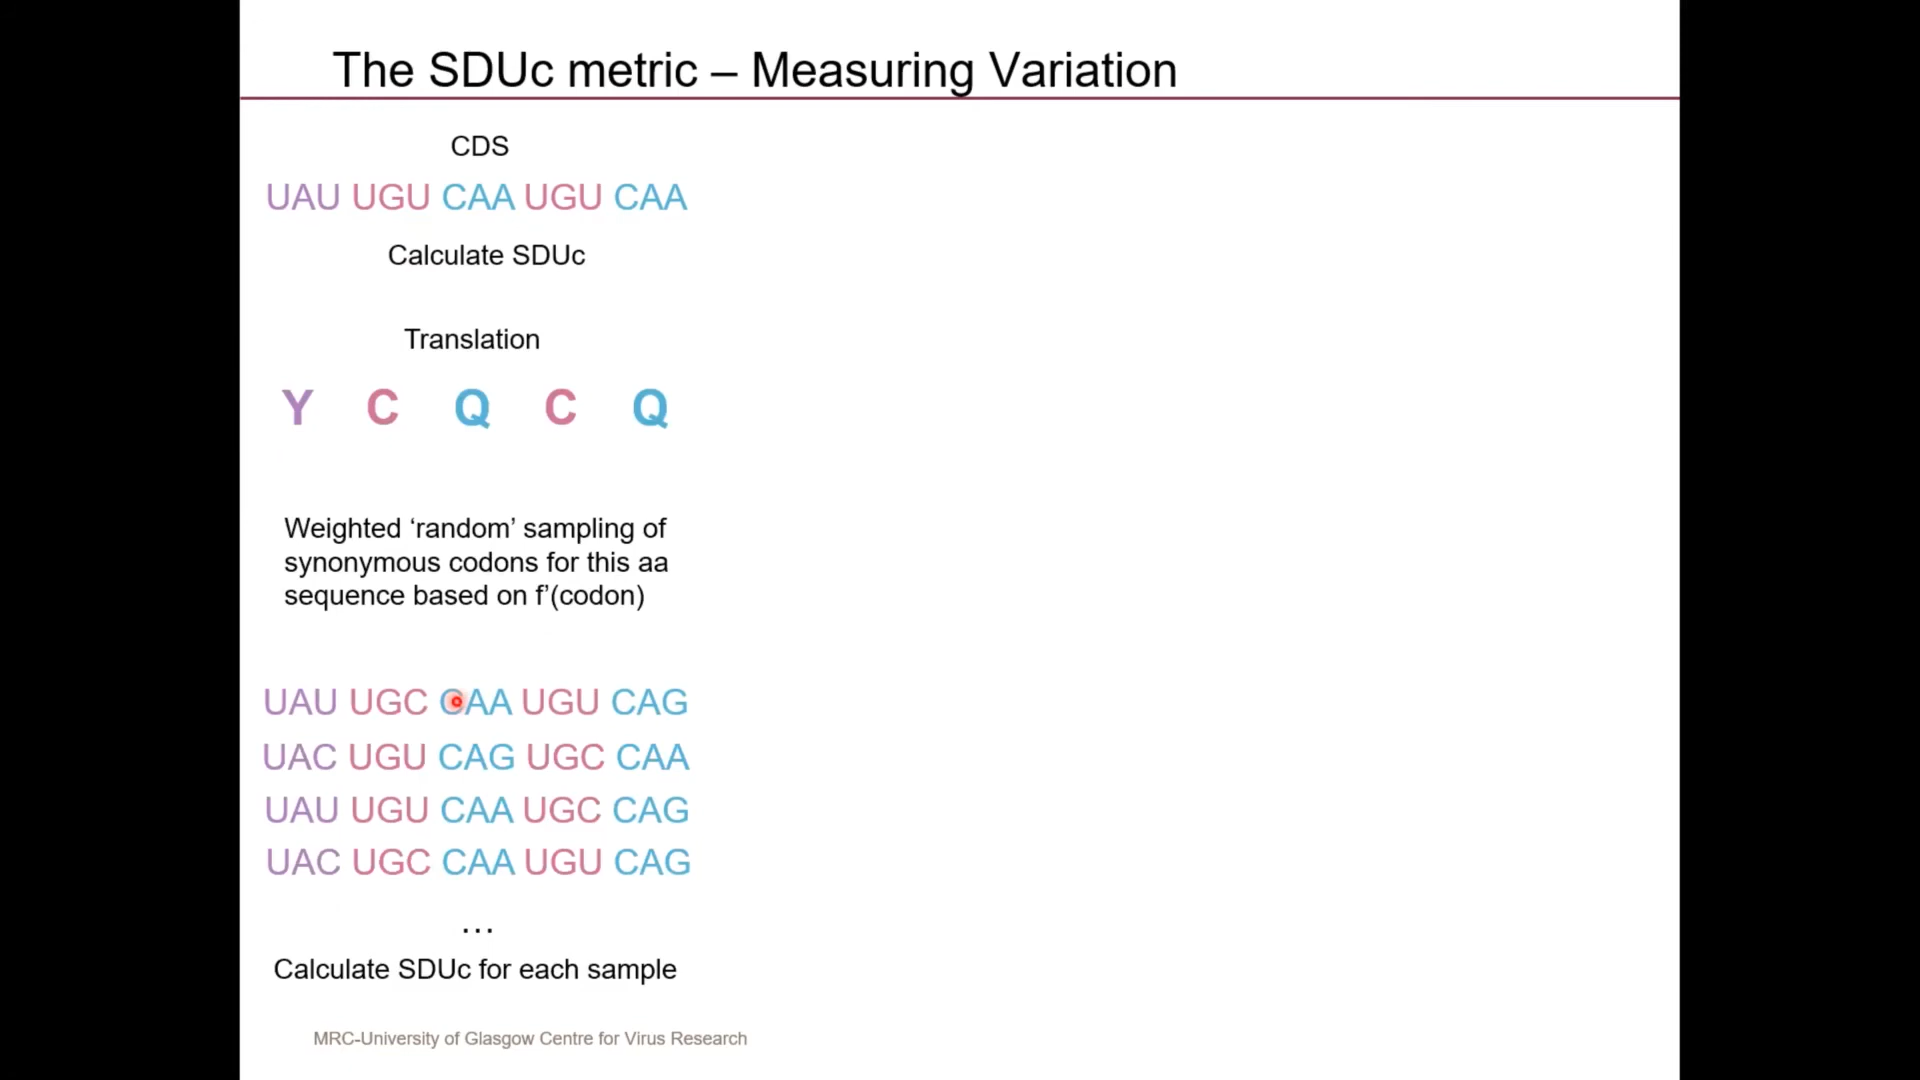 The SDUc metric – Measuring Variation
CDS
UAU UGU CAA UGU CAA
Calculate SDUc
Translation
Y C Q C Q
Weighted ‘random’ sampling of
synonymous codons for this aa
sequence based on f’(codon)
UAU UGC CAA UGU CAG
UAC UGU CAG UGC CAA
UAU UGU CAA UGC CAG
UAC UGC CAA UGU CAG
...
Calculate SDUc for each sample
MRC-University of Glasgow Centre for Virus Research